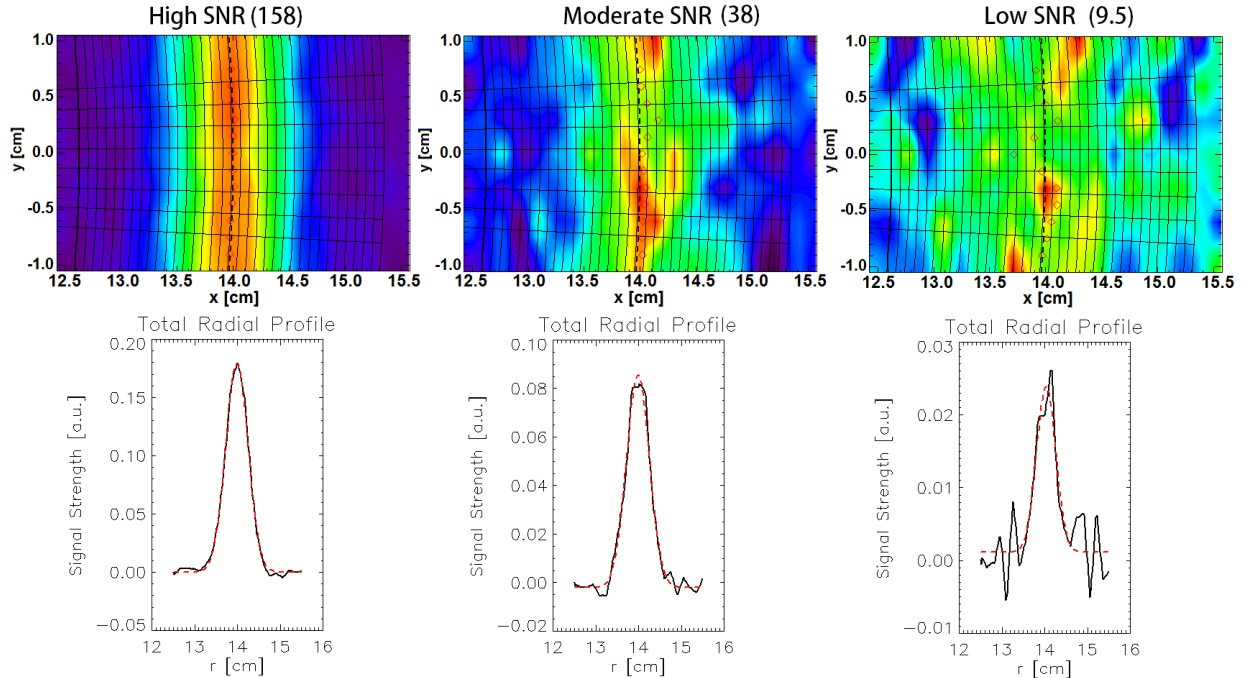 High SNR (158)
Moderate SNR (38)
Low SNR (9.5)
1.0
0.5
0.0
-0.5
-1.0
y [cm]
12.5 13.0 13.5 14.0 14.5 15.0 15.5
x [cm]
1.0
0.5
0.0
-0.5
-1.0
y [cm]
12.5 13.0 13.5 14.0 14.5 15.0 15.5
x [cm]
1.0
0.5
0.0
-0.5
-1.0
y [cm]
12.5 13.0 13.5 14.0 14.5 15.0 15.5
x [cm]
Total Radial Profile
0.20
0.15
0.10
0.05
0.00
−0.05
Signal Strength [a.u.]
12 13 14 15 16
r [cm]
Total Radial Profile
0.10
0.08
0.06
0.04
0.02
0.00
−0.02
Signal Strength [a.u.]
12 13 14 15 16
r [cm]
Total Radial Profile
0.03
0.02
0.01
0.00
−0.01
Signal Strength [a.u.]
12 13 14 15 16
r [cm]